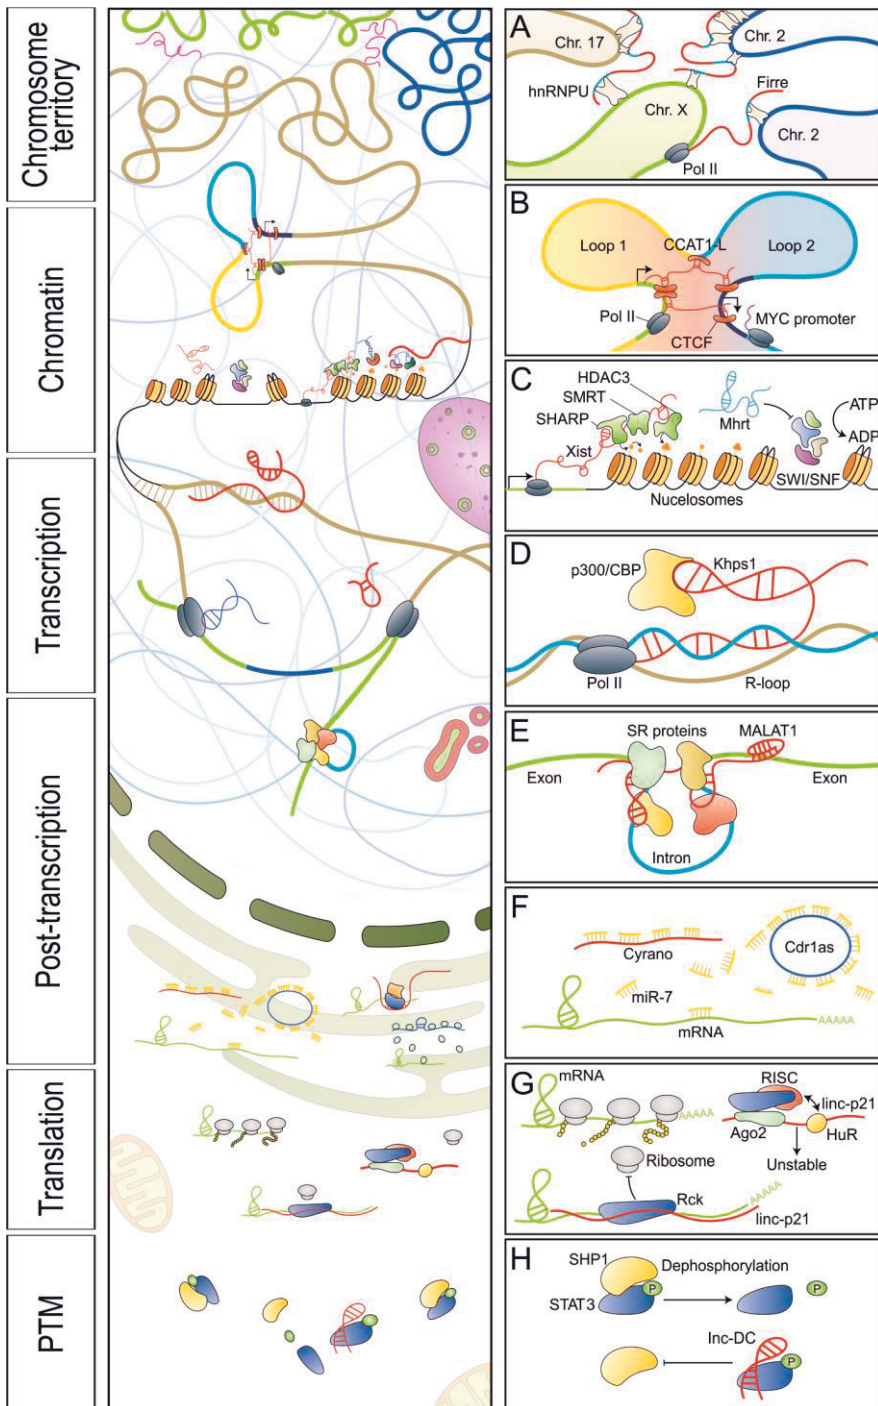 Chromosome
territory
Chromatin
Transcription
Post-transcription
Translation
PTM
A
Chr. 17
Chr. 2
hnRNPU
Firre
Chr. X
Chr. 2
Pol II
B
Loop 1
CCAT1-L
Loop 2
Pol II
MYC promoter
CTCF
C
HDAC3
SMRT
SHARP
Mhrt
ATP
Xist
ADP
SWI/SNF
Nucelosomes
D
p300/CBP
Khps1
Pol II
R-loop
E
SR proteins
MALAT1
Exon
Exon
Intron
F
Cyrano
Cdr1as
miR-7
mRNA
AAAAA
G
mRNA
RISC
AAAAA
linc-p21
Ago2
HuR
Ribosome
Unstable
Rck
AAAAA
linc-p21
H
SHP1
Dephosphorylation
P
P
STAT3
lnc-DC
P